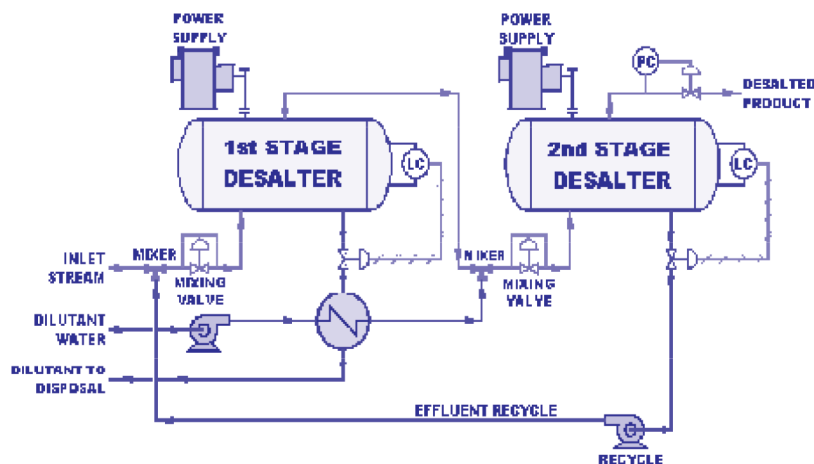 POWER
SUPPLY
POWER
SUPPLY
PC
DESALTED
PRODUCT
1st STAGE
DESALTER
LC
2nd STAGE
DESALTER
LC
INLET
STREAM
MIXER
MIXING
VALVE
MIXER
MIXING
VALVE
DILUTANT
WATER
DILUTANT TO
DISPOSAL
EFFLUENT RECYCLE
RECYCLE